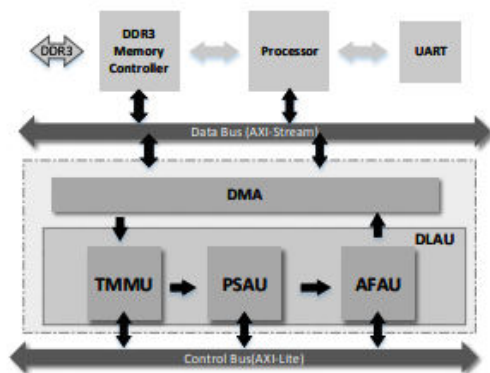 DDR3
DDR3
Memory
Controller
Processor
UART
Data Bus (AXI-Stream)
DMA
DLAU
TMMU
PSAU
AFAU
Control Bus(AXI-Lite)